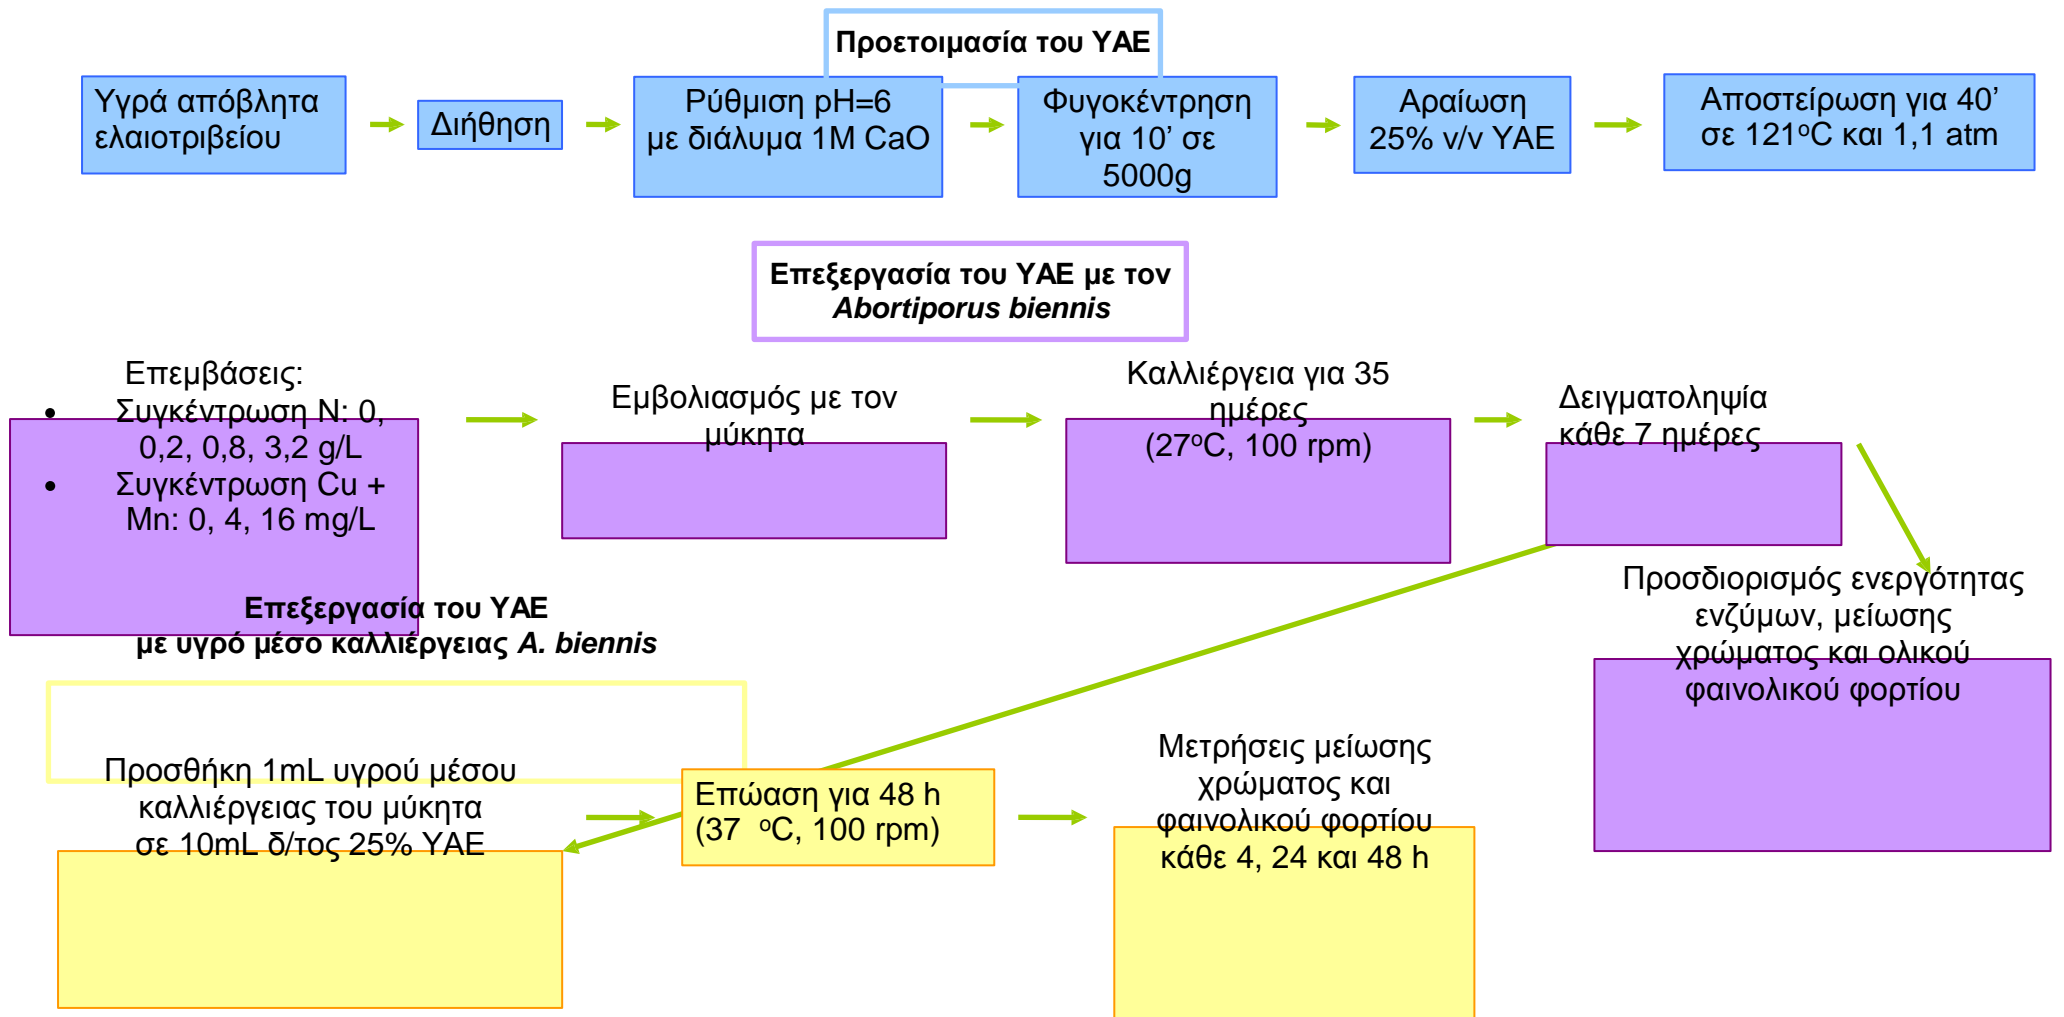 Προετοιμασία του ΥΑΕ
Υγρά απόβλητα
ελαιοτριβείου
Διήθηση
Ρύθμιση pH=6
με διάλυμα 1M CaO
Φυγοκέντρηση
για 10’ σε
5000g
Αραίωση
25% v/v ΥΑΕ
Αποστείρωση για 40’
σε 121°C και 1,1 atm
Επεξεργασία του ΥΑΕ με τον
Abortiporus biennis
Επεμβάσεις:
• Συγκέντρωση Ν: 0,
0,2, 0,8, 3,2 g/L
• Συγκέντρωση Cu +
Mn: 0, 4, 16 mg/L
Εμβολιασμός με τον
μύκητα
Καλλιέργεια για 35
ημέρες
(27°C, 100 rpm)
Δειγματοληψία
κάθε 7 ημέρες
Προσδιορισμός ενεργότητας
ενζύμων, μείωσης
χρώματος και ολικού
φαινολικού φορτίου
Επεξεργασία του ΥΑΕ
με υγρό μέσο καλλιέργειας A. biennis
Προσθήκη 1mL υγρού μέσου
καλλιέργειας του μύκητα
σε 10mL δ/τος 25% ΥΑΕ
Επώαση για 48 h
(37 °C, 100 rpm)
Μετρήσεις μείωσης
χρώματος και
φαινολικού φορτίου
κάθε 4, 24 και 48 h